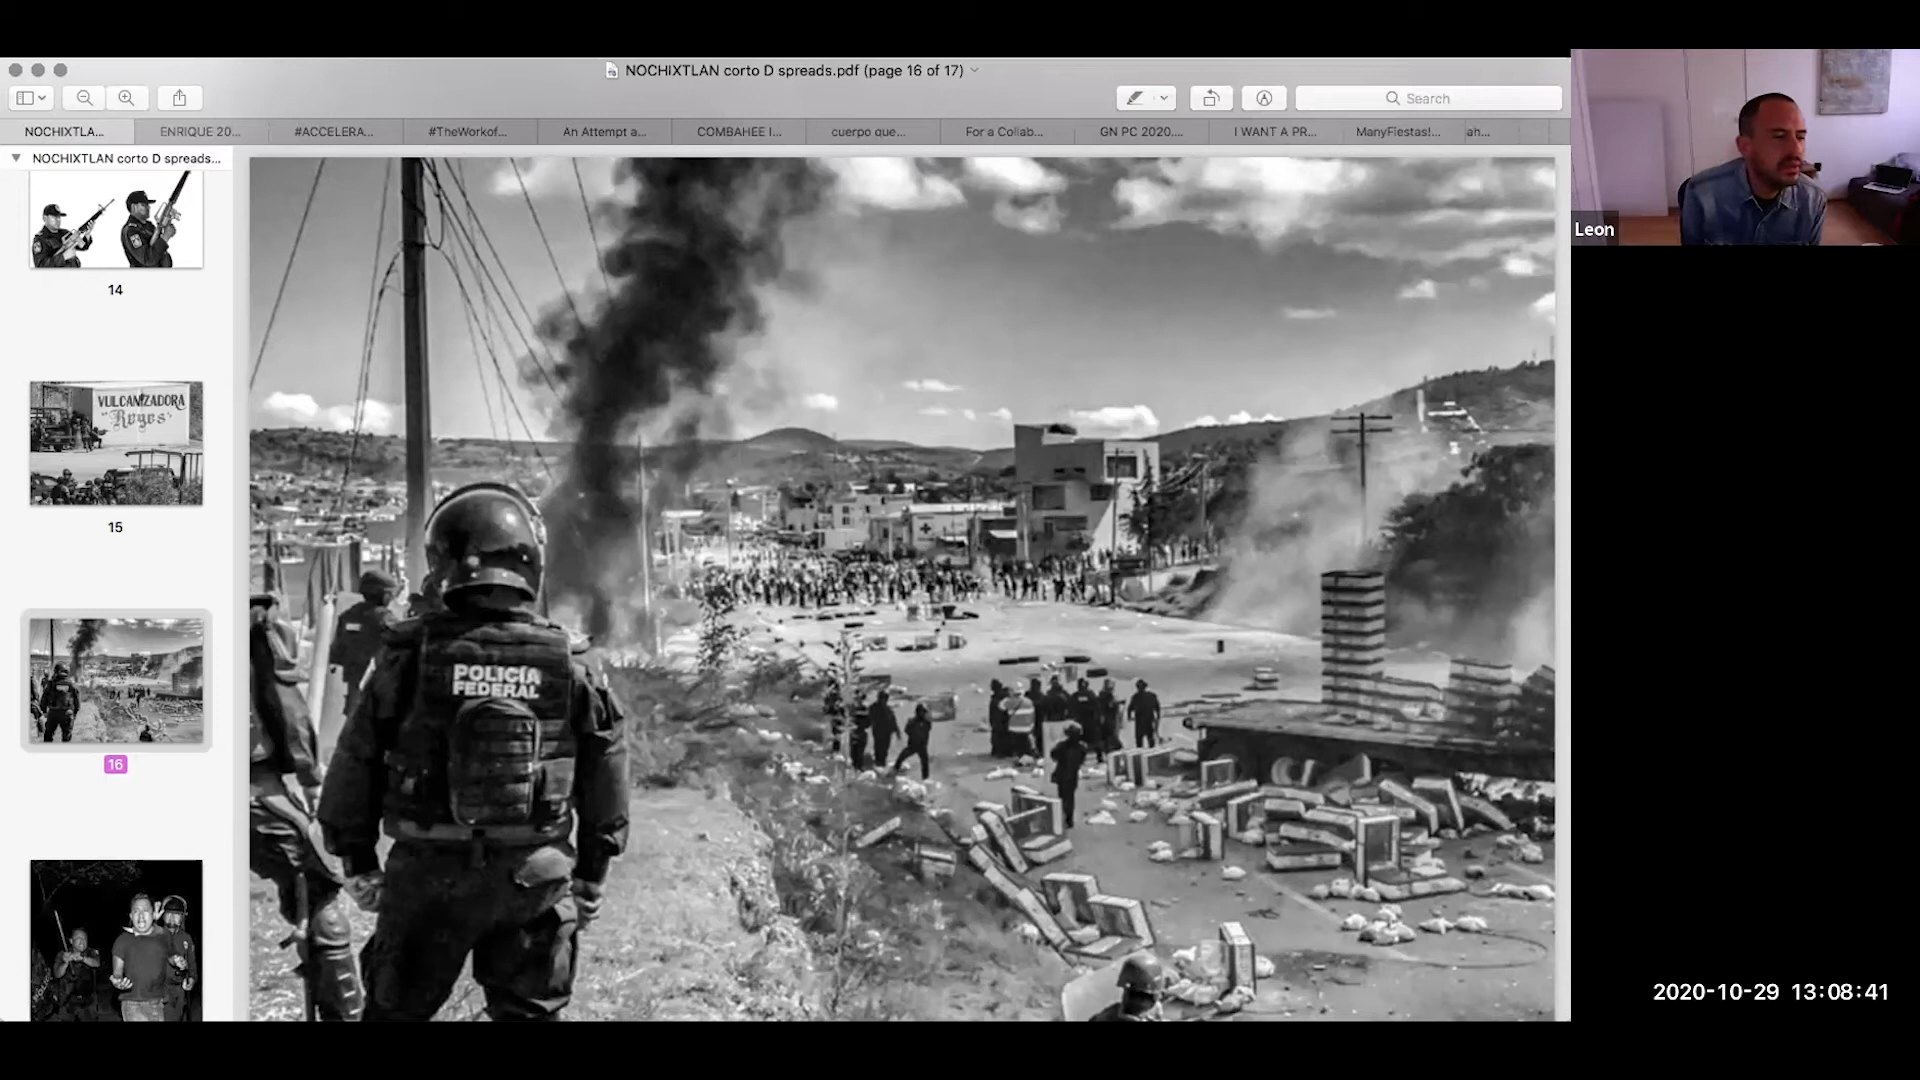 NOCHIXTLAN corto D spreads.pdf (page 16 of 17)
Search
NOCHIXTLA...
ENRIQUE 20...
#ACCELERA...
#TheWorkof...
An Attempt a...
COMBAHEE I...
cuerpo que...
For a Collab...
GN PC 2020....
I WANT A PR...
ManyFiestas!...
ah...
NOCHIXTLAN corto D spreads...
14
VULCANIZADORA
"Reyes"
15
16
POLICÍA
FEDERAL
Leon
2020-10-29 13:08:41